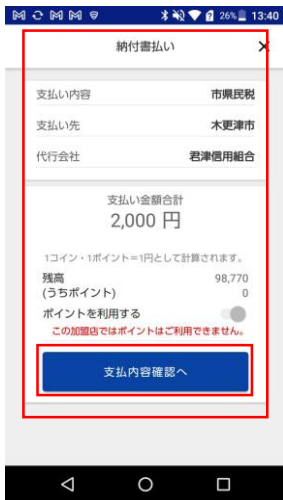 26% 13:40
納付書払い ×
支払い内容 市県民税
支払い先 木更津市
代行会社 君津信用組合
支払い金額合計
2,000 円
1コイン・1ポイント=1円として計算されます。
残高 98,770
(うちポイント) 0
ポイントを利用する
この加盟店ではポイントはご利用できません。
支払内容確認へ